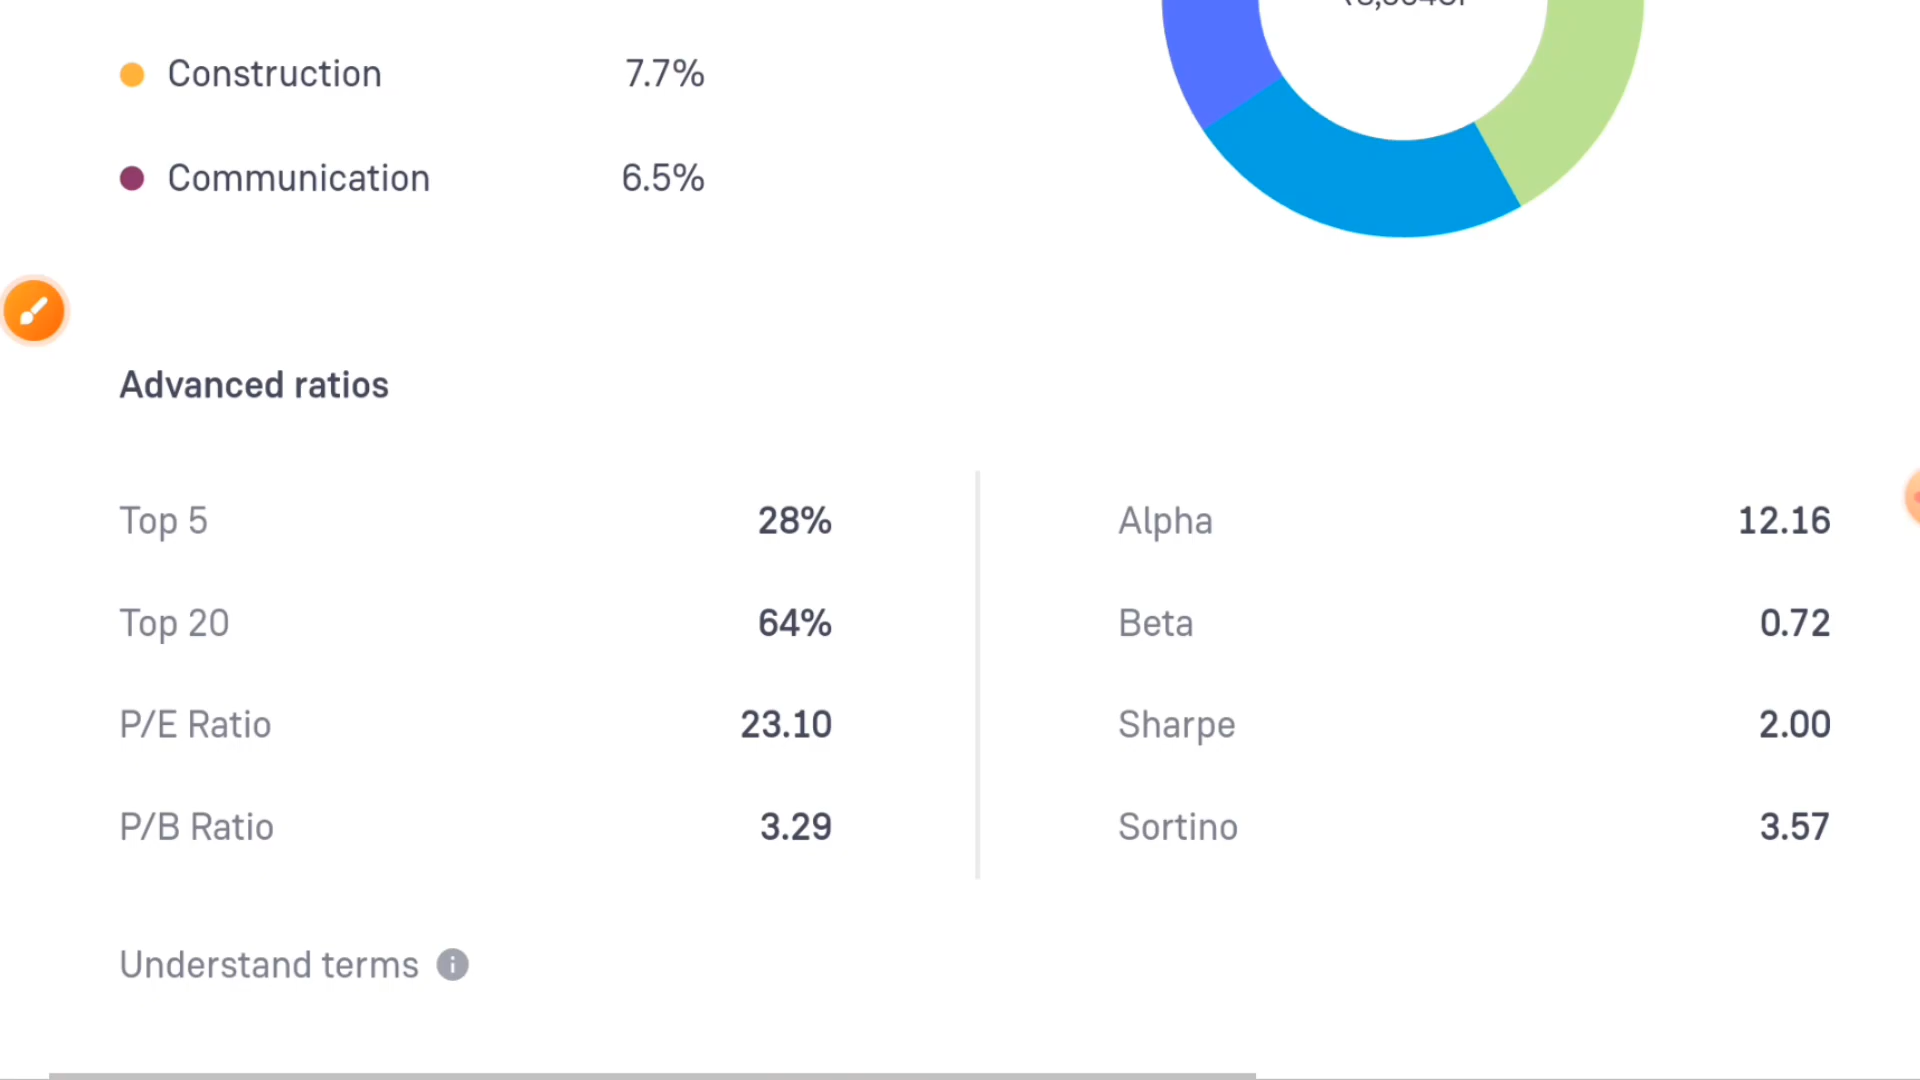 Construction 7.7%
Communication 6.5%
Advanced ratios
Top 5 28%
Top 20 64%
P/E Ratio 23.10
P/B Ratio 3.29
Alpha 12.16
Beta 0.72
Sharpe 2.00
Sortino 3.57
Understand terms